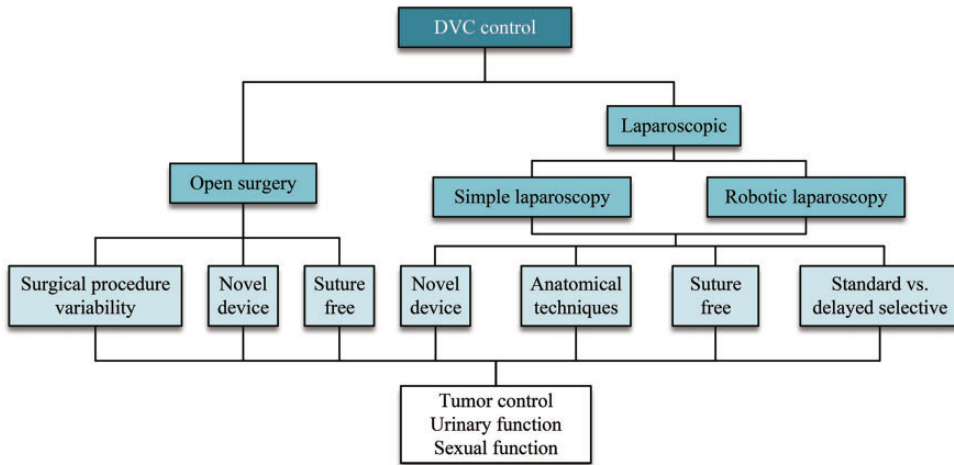 DVC control
Laparoscopic
Open surgery
Simple laparoscopy
Robotic laparoscopy
Surgical procedure
variability
Novel
device
Suture
free
Novel
device
Anatomical
techniques
Suture
free
Standard vs.
delayed selective
Tumor control
Urinary function
Sexual function